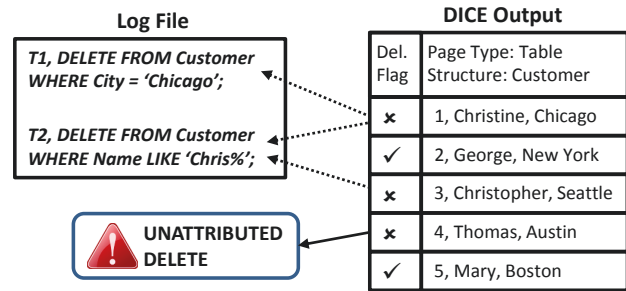 Log File
T1, DELETE FROM Customer
WHERE City = ‘Chicago’;
T2, DELETE FROM Customer
WHERE Name LIKE ‘Chris%’;
UNATTRIBUTED
DELETE
DICE Output
Del.
Flag
Page Type: Table
Structure: Customer
✘ 1, Christine, Chicago
✓ 2, George, New York
✘ 3, Christopher, Seattle
✘ 4, Thomas, Austin
✓ 5, Mary, Boston